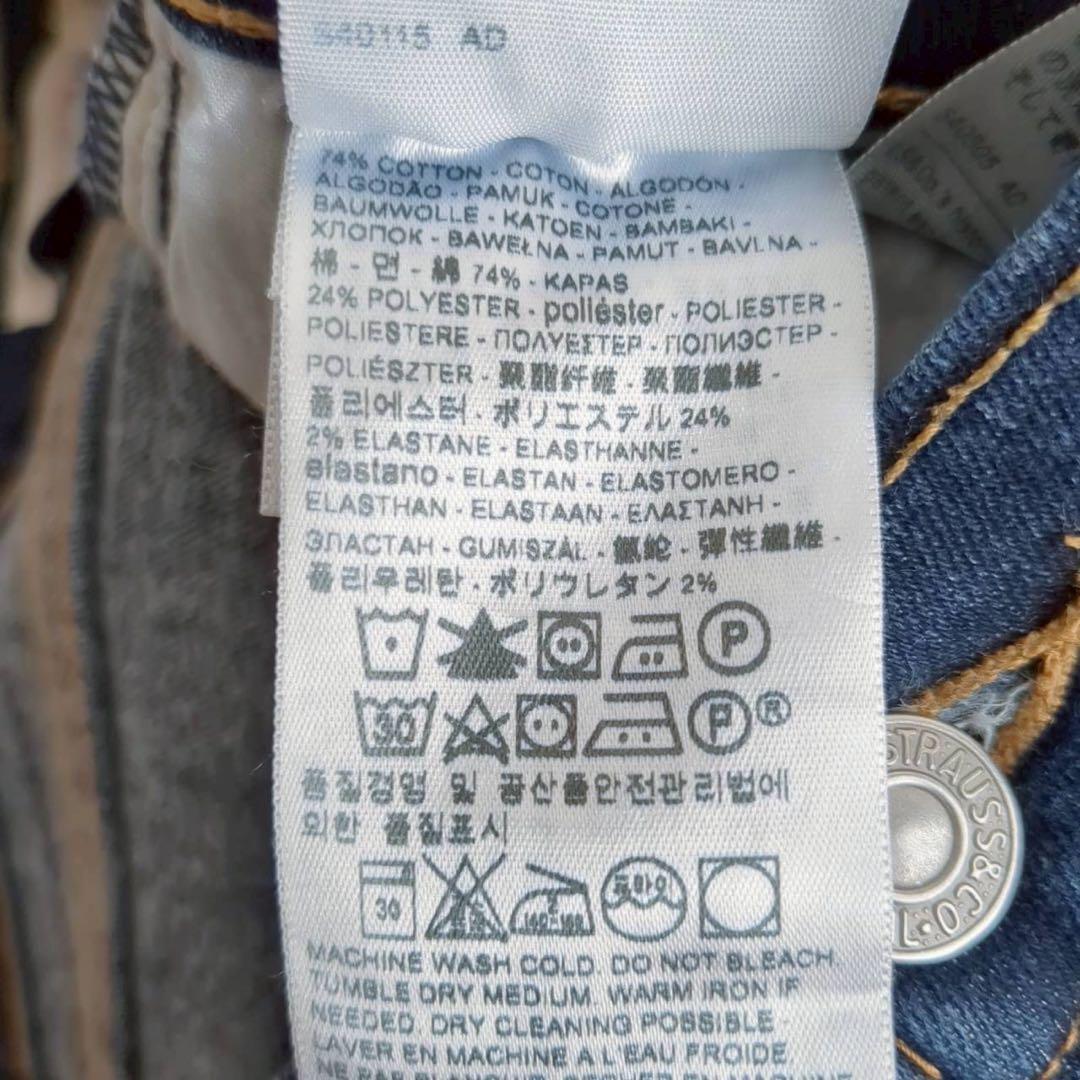 AD
74% COTTON - COTON - ALGODÓN -
ALGODÃO - PAMUK - COTONE -
BAUMWOLLE - KATOEN - BAMBAKI -
ХЛОПОК - BAWEŁNA - PAMUT - BAVLNA -
棉 - 면 - 綿 74% - KAPAS
24% POLYESTER - poliéster - POLIESTER -
POLIESTERE - ΠΟΛΥΕΣΤΕΡ - ПОЛИЭСТЕР -
POLIÉSZTER - 聚酯纤维 - 聚酯纖維 -
폴리에스터 - ポリエステル 24%
2% ELASTANE - ELASTHANNE -
elastano - ELASTAN - ELASTOMERO -
ELASTHAN - ELASTAAN - ΕΛΑΣΤΑΝΗ -
ЭЛАСТАН - GUMISZÁL - 氨纶 - 彈性纖維 -
폴리우레탄 - ポリウレタン 2%
P
30 P ®
품질경영 및 공산품안전관리법에
의한 품질표시
30 140~160 드라이
MACHINE WASH COLD. DO NOT BLEACH.
TUMBLE DRY MEDIUM. WARM IRON IF
NEEDED. DRY CLEANING POSSIBLE -
LAVER EN MACHINE A L'EAU FROIDE.
STRAUSS & CO.